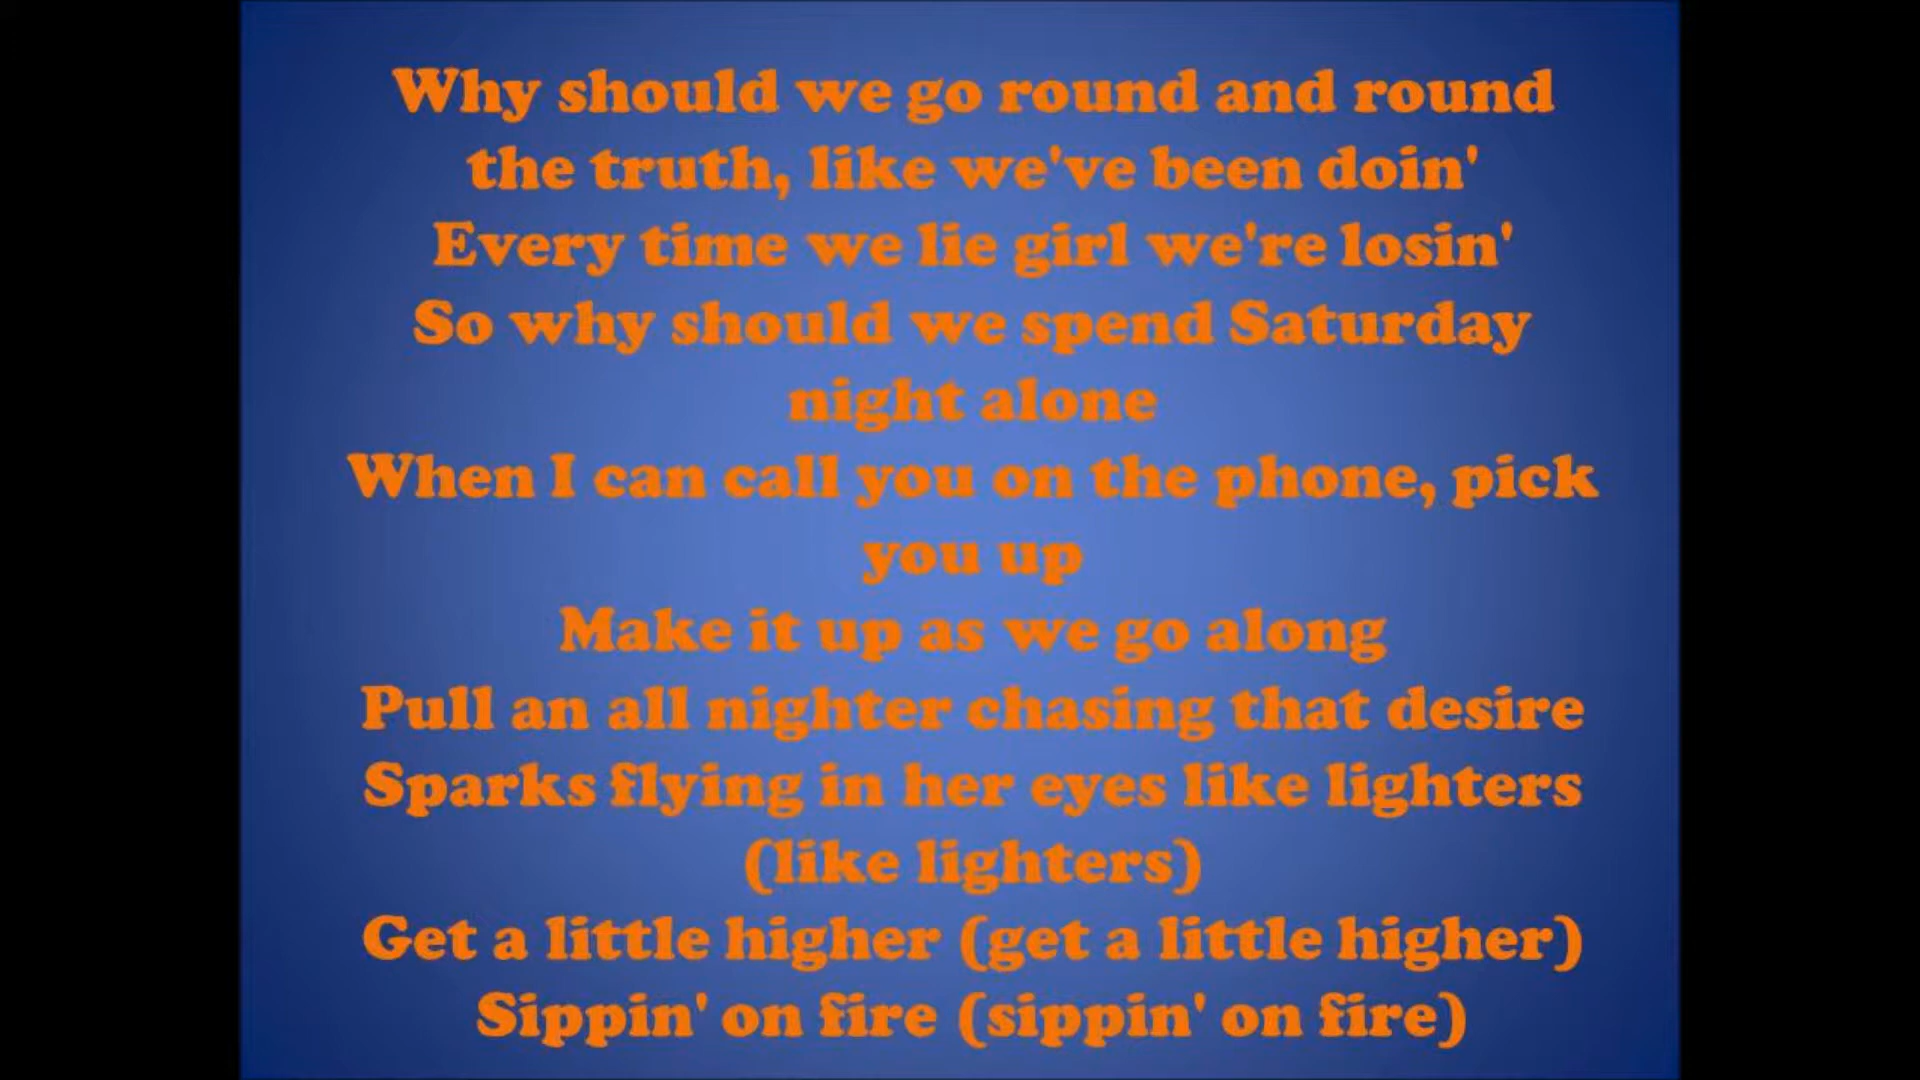 Why should we go round and round
the truth, like we've been doin'
Every time we lie girl we're losin'
So why should we spend Saturday
night alone
When I can call you on the phone, pick
you up
Make it up as we go along
Pull an all nighter chasing that desire
Sparks flying in her eyes like lighters
(like lighters)
Get a little higher (get a little higher)
Sippin' on fire (sippin' on fire)